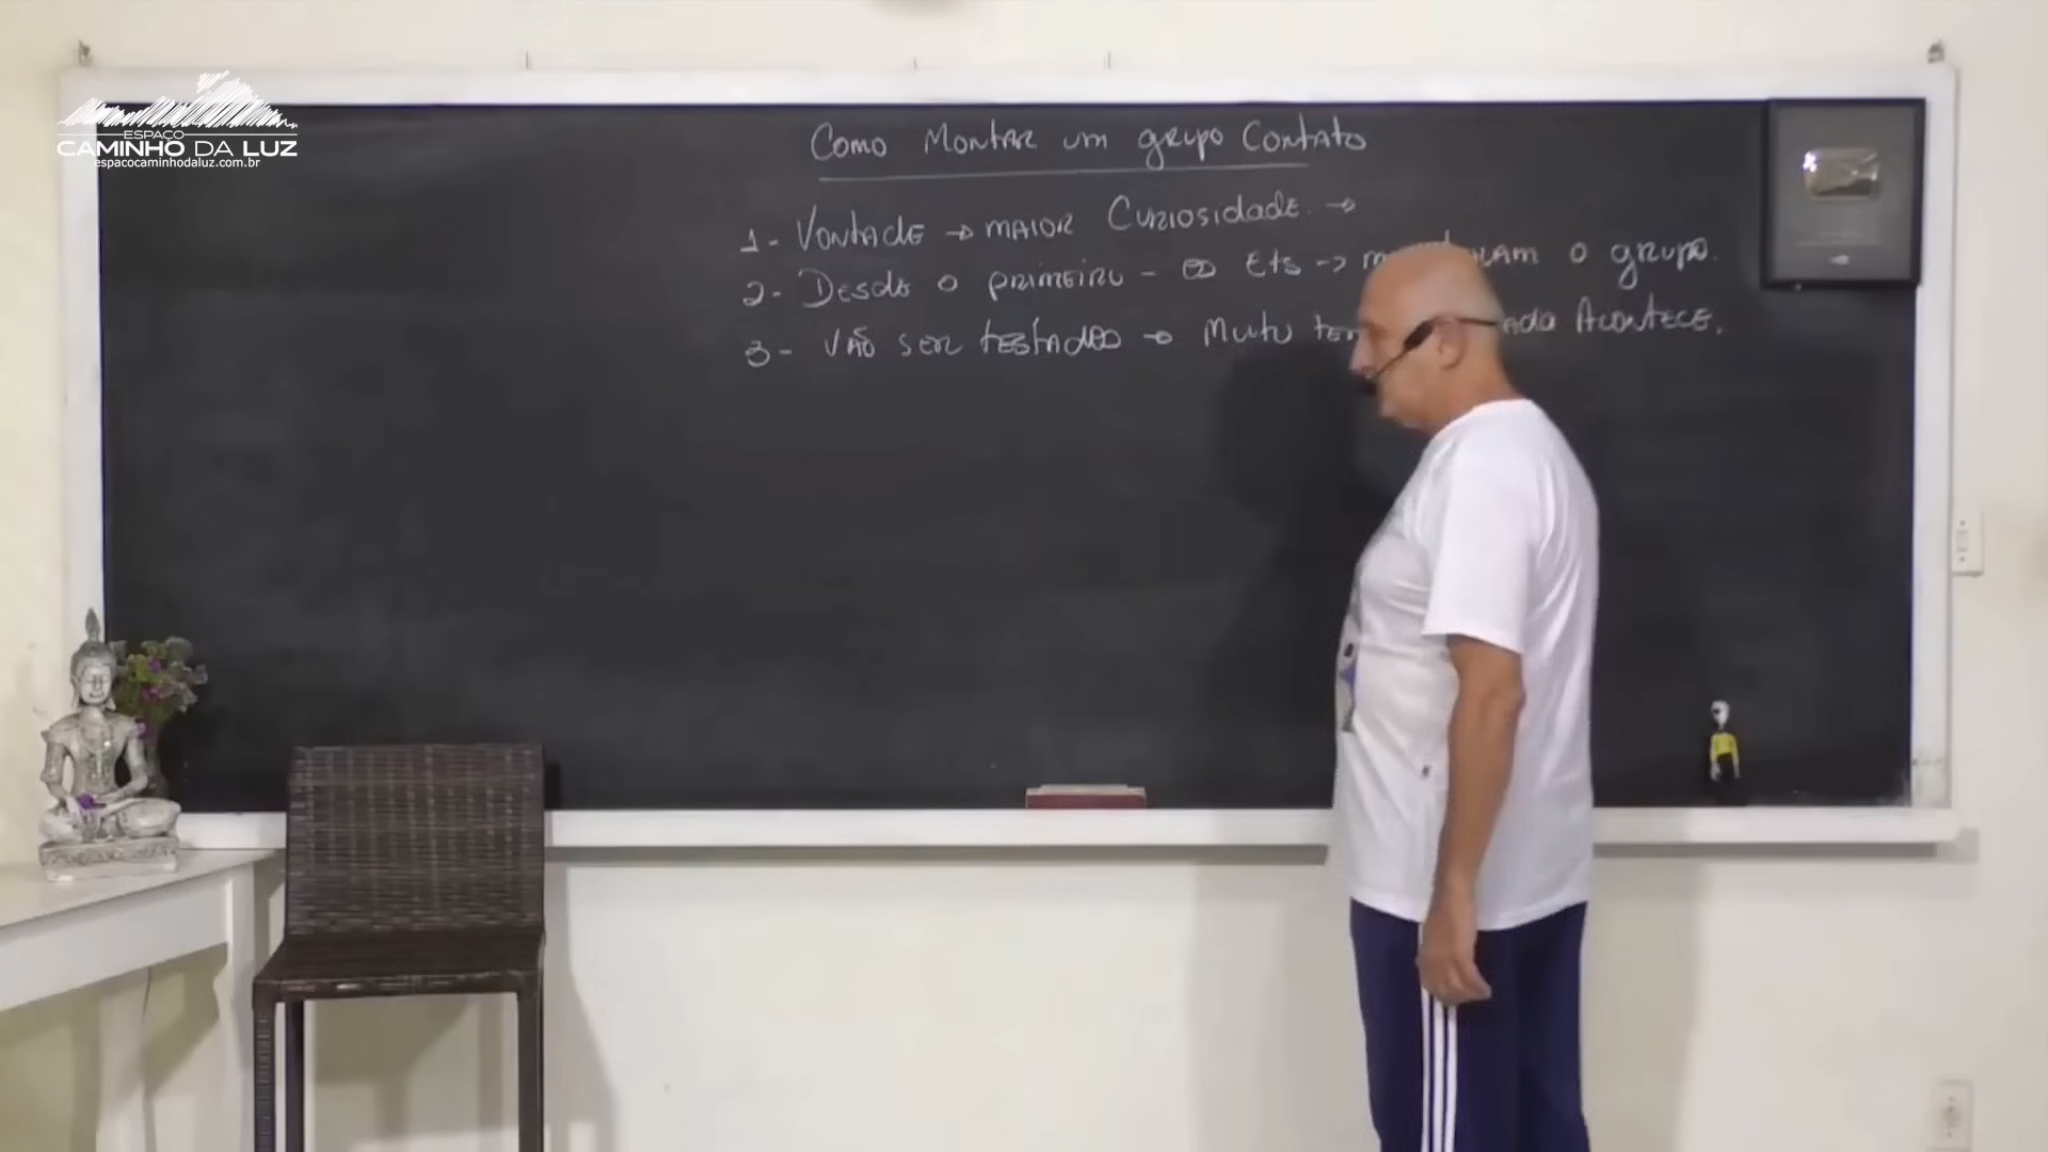 ESPAÇO
CAMINHO DA LUZ
espacocaminhodaluz.com.br
Como Montar um grupo Contato
1- Vontade → maior Curiosidade →
2- Desde o primeiro - os Ets → o grupo.
3- Vão ser testados → Muito Acontece.